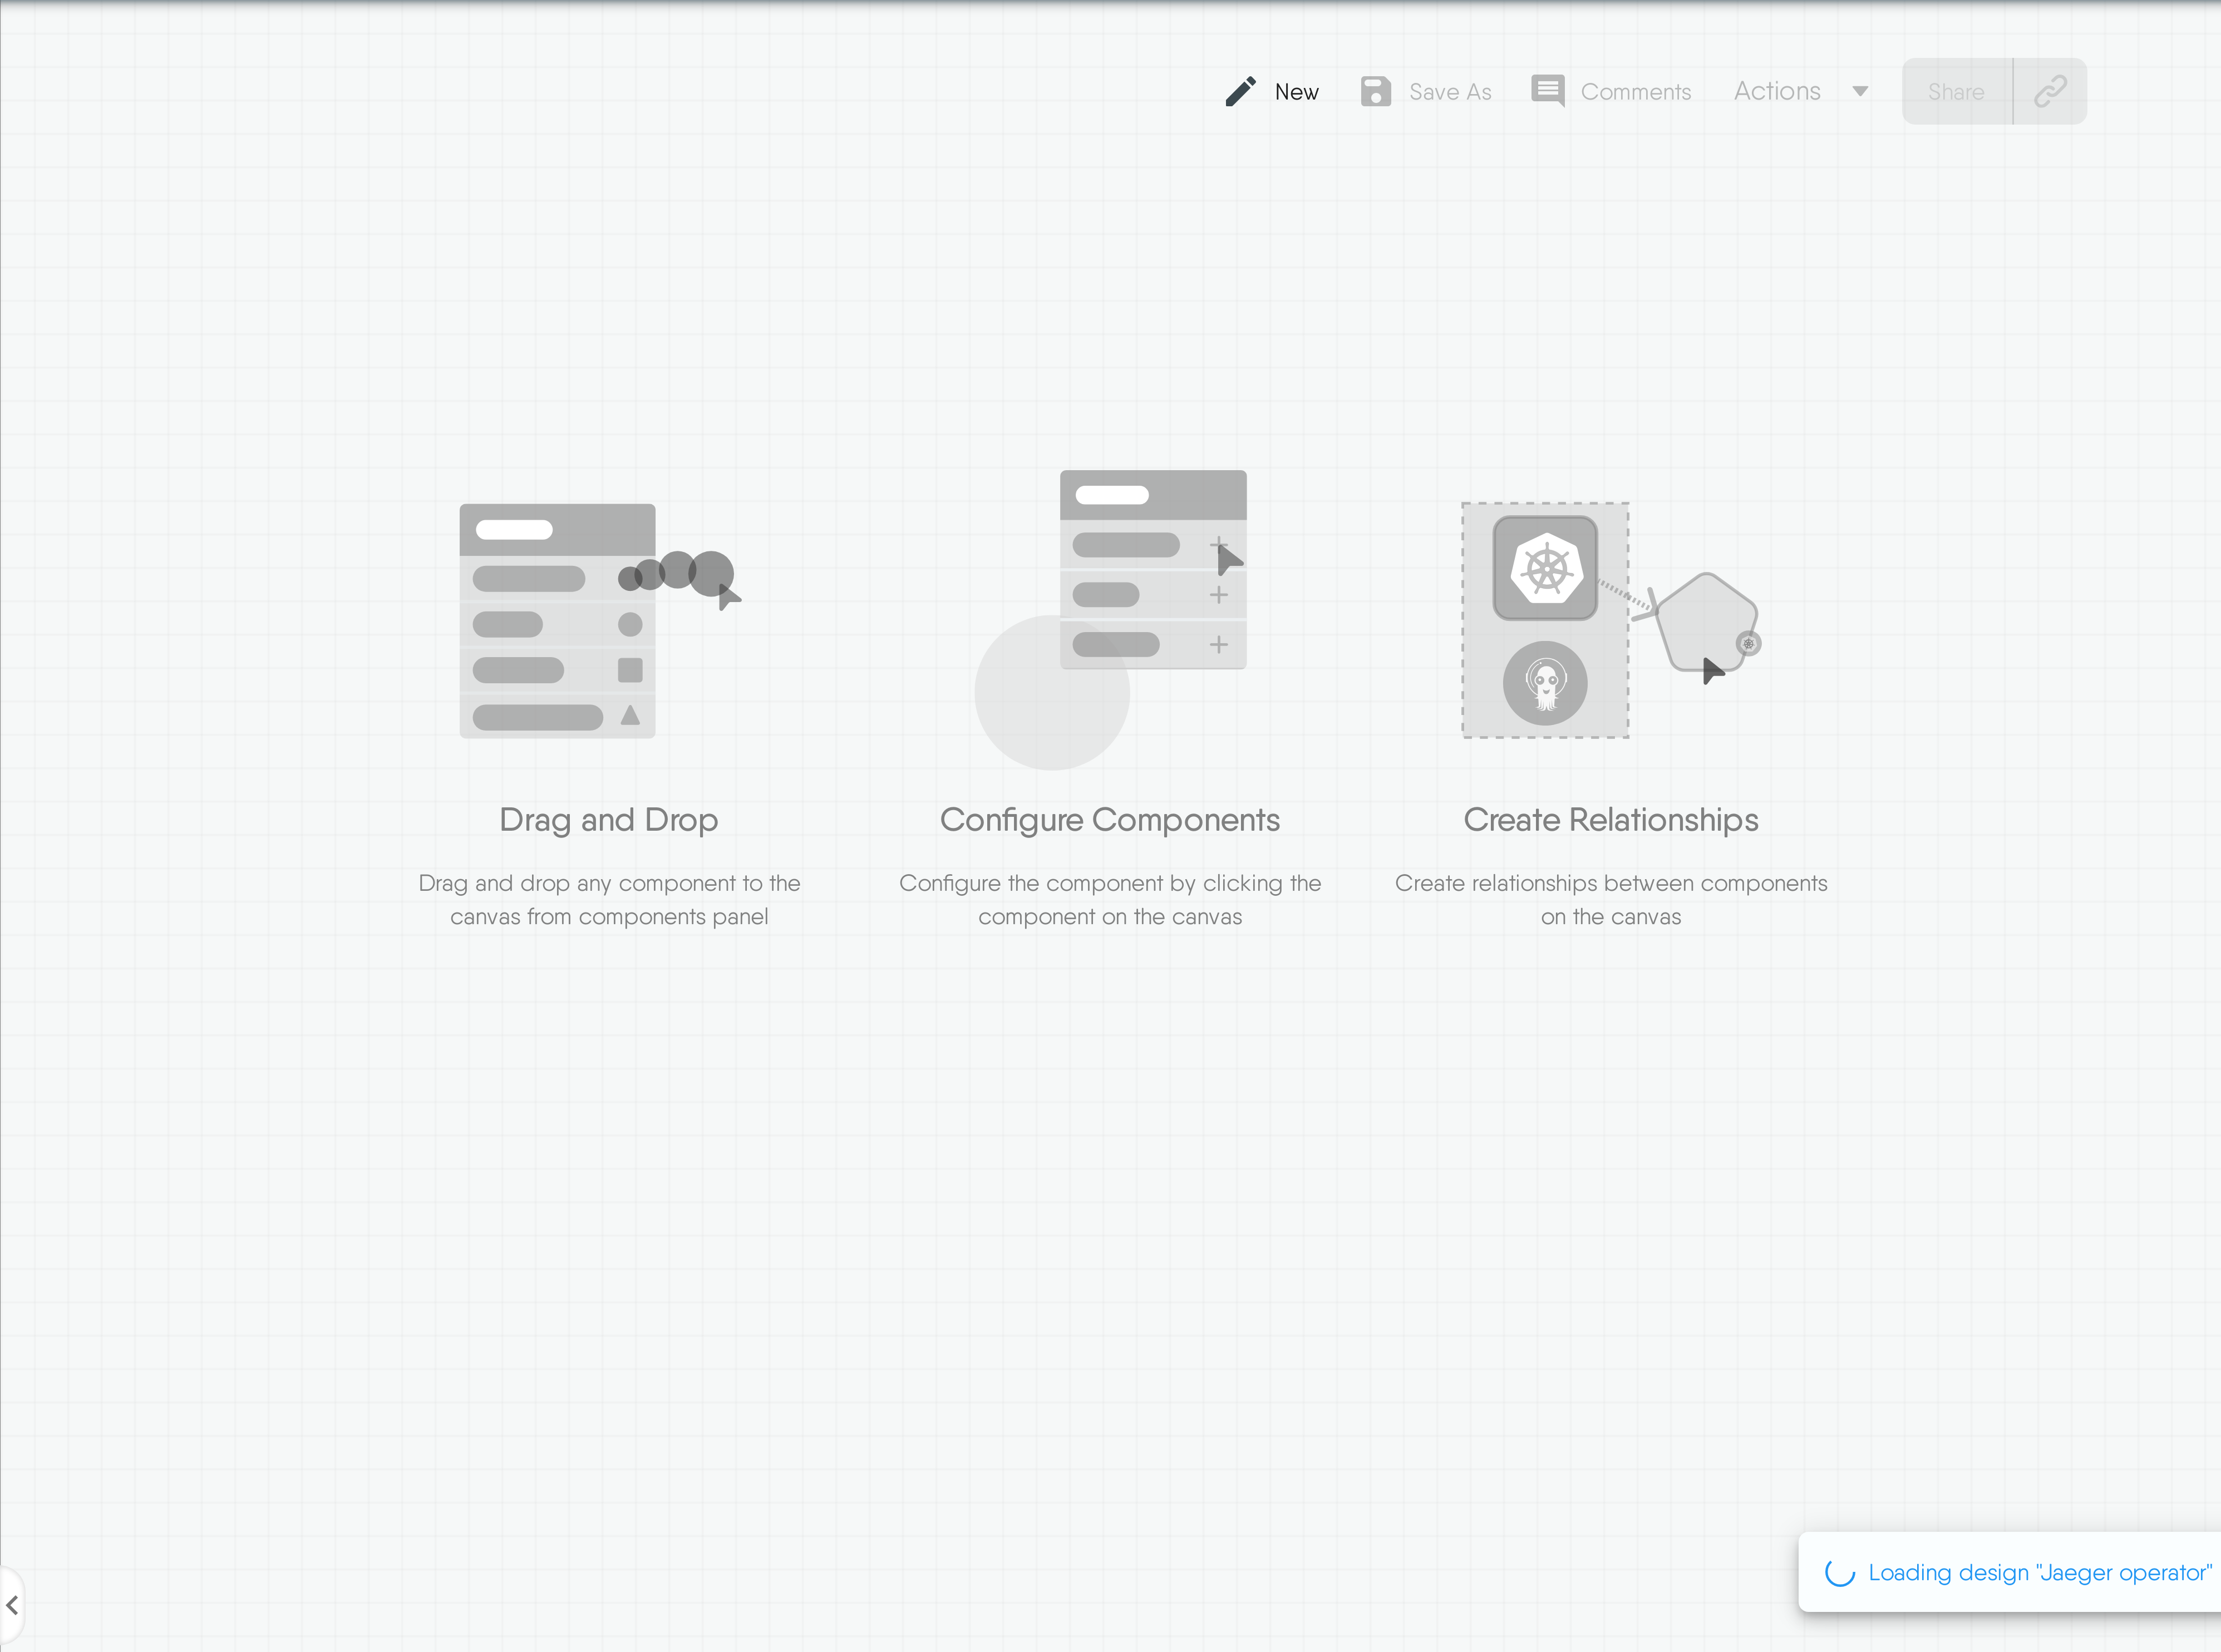 New Save As Comments Actions Share
Drag and Drop
Drag and drop any component to the
canvas from components panel
Configure Components
Configure the component by clicking the
component on the canvas
Create Relationships
Create relationships between components
on the canvas
Loading design "Jaeger operator"